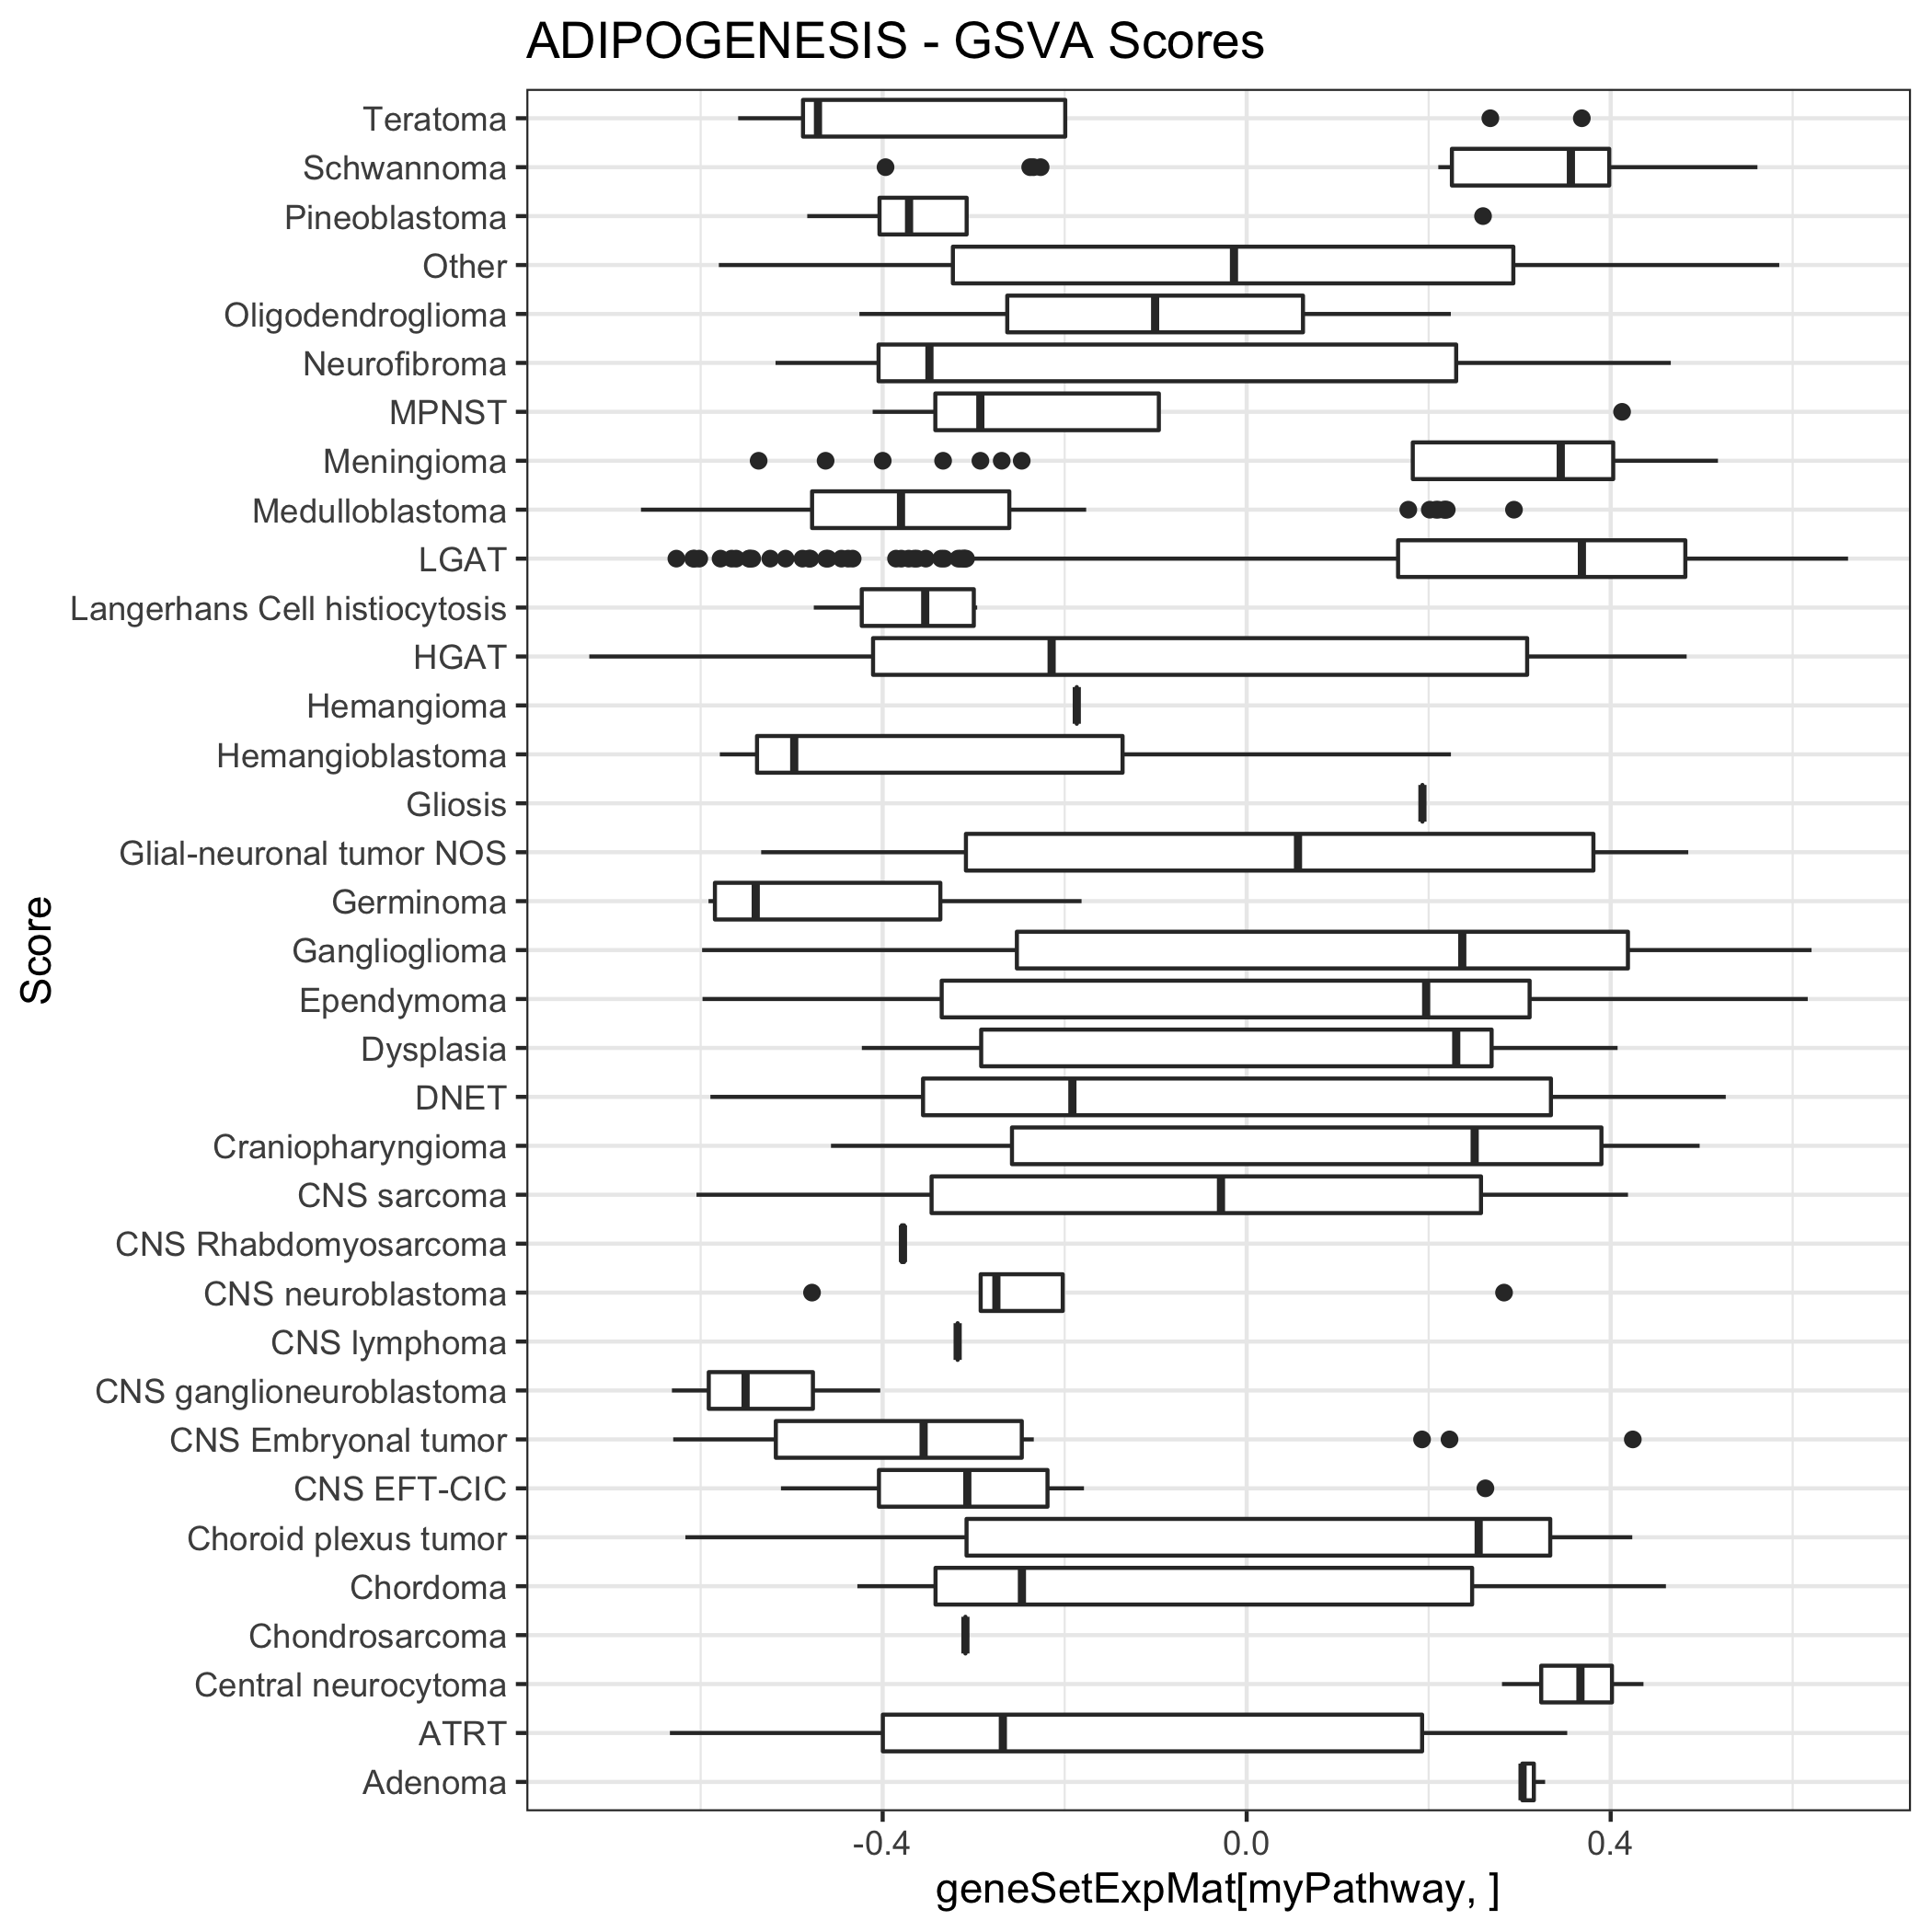 ADIPOGENESIS - GSVA Scores
Teratoma
Schwannoma
Pineoblastoma
Other
Oligodendroglioma
Neurofibroma
MPNST
Meningioma
Medulloblastoma
LGAT
Langerhans Cell histiocytosis
HGAT
Hemangioma
Hemangioblastoma
Gliosis
Glial-neuronal tumor NOS
Germinoma
Ganglioglioma
Ependymoma
Dysplasia
DNET
Craniopharyngioma
CNS sarcoma
CNS Rhabdomyosarcoma
CNS neuroblastoma
CNS lymphoma
CNS ganglioneuroblastoma
CNS Embryonal tumor
CNS EFT-CIC
Choroid plexus tumor
Chordoma
Chondrosarcoma
Central neurocytoma
ATRT
Adenoma
Score
-0.4 0.0 0.4
geneSetExpMat[myPathway, ]